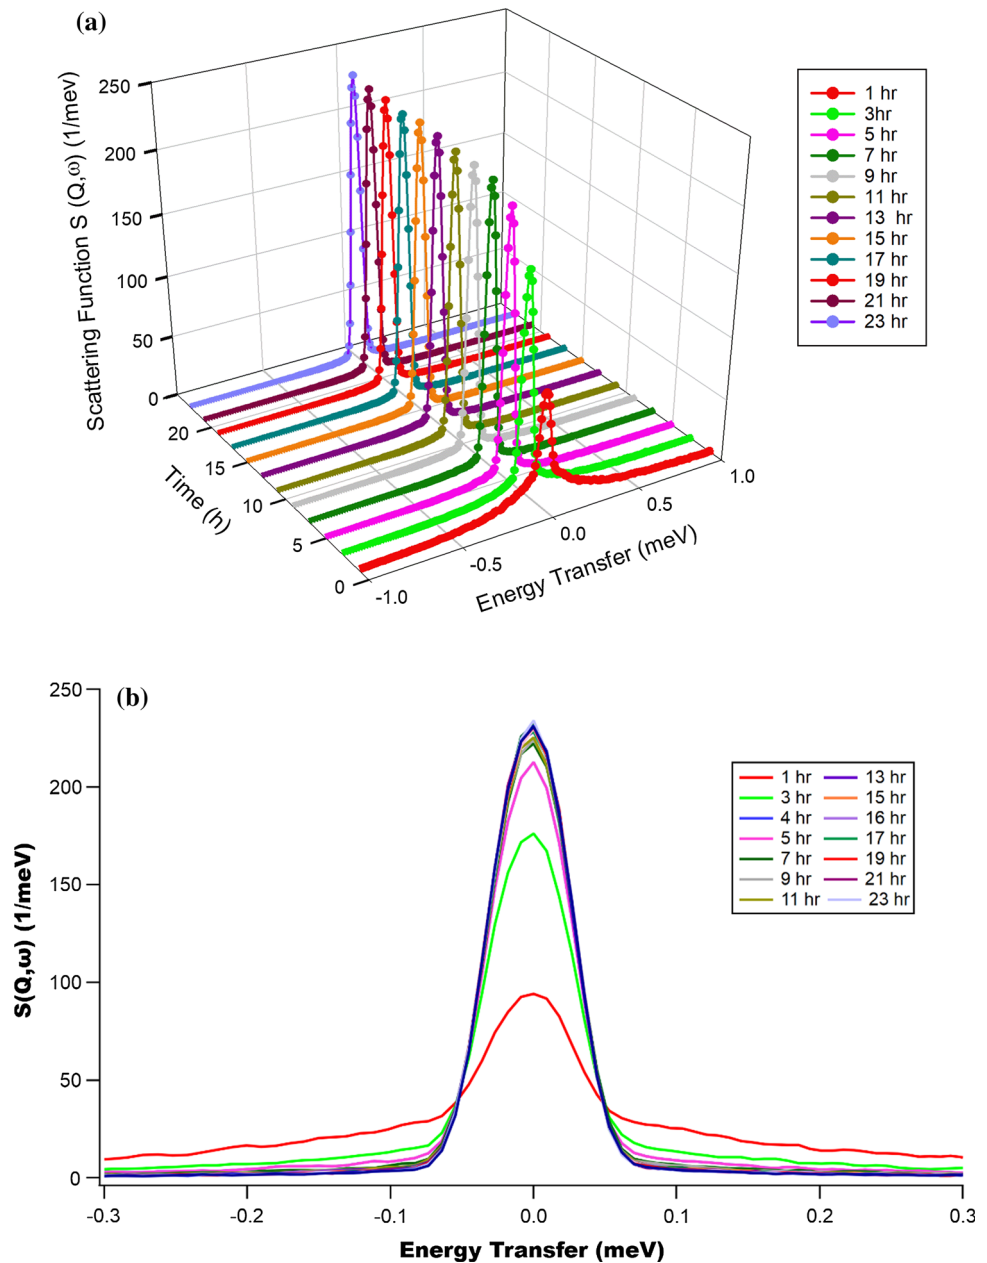 (a)
Scattering Function S (Q,ω) (1/mev)
250
200
150
100
50
0
20
15
10
5
0
Time (h)
-1.0
-0.5
0.0
0.5
1.0
Energy Transfer (meV)
1 hr
3hr
5 hr
7 hr
9 hr
11 hr
13 hr
15 hr
17 hr
19 hr
21 hr
23 hr
(b)
S(Q,ω) (1/meV)
250
200
150
100
50
0
-0.3
-0.2
-0.1
0.0
0.1
0.2
0.3
Energy Transfer (meV)
1 hr 13 hr
3 hr 15 hr
4 hr 16 hr
5 hr 17 hr
7 hr 19 hr
9 hr 21 hr
11 hr 23 hr